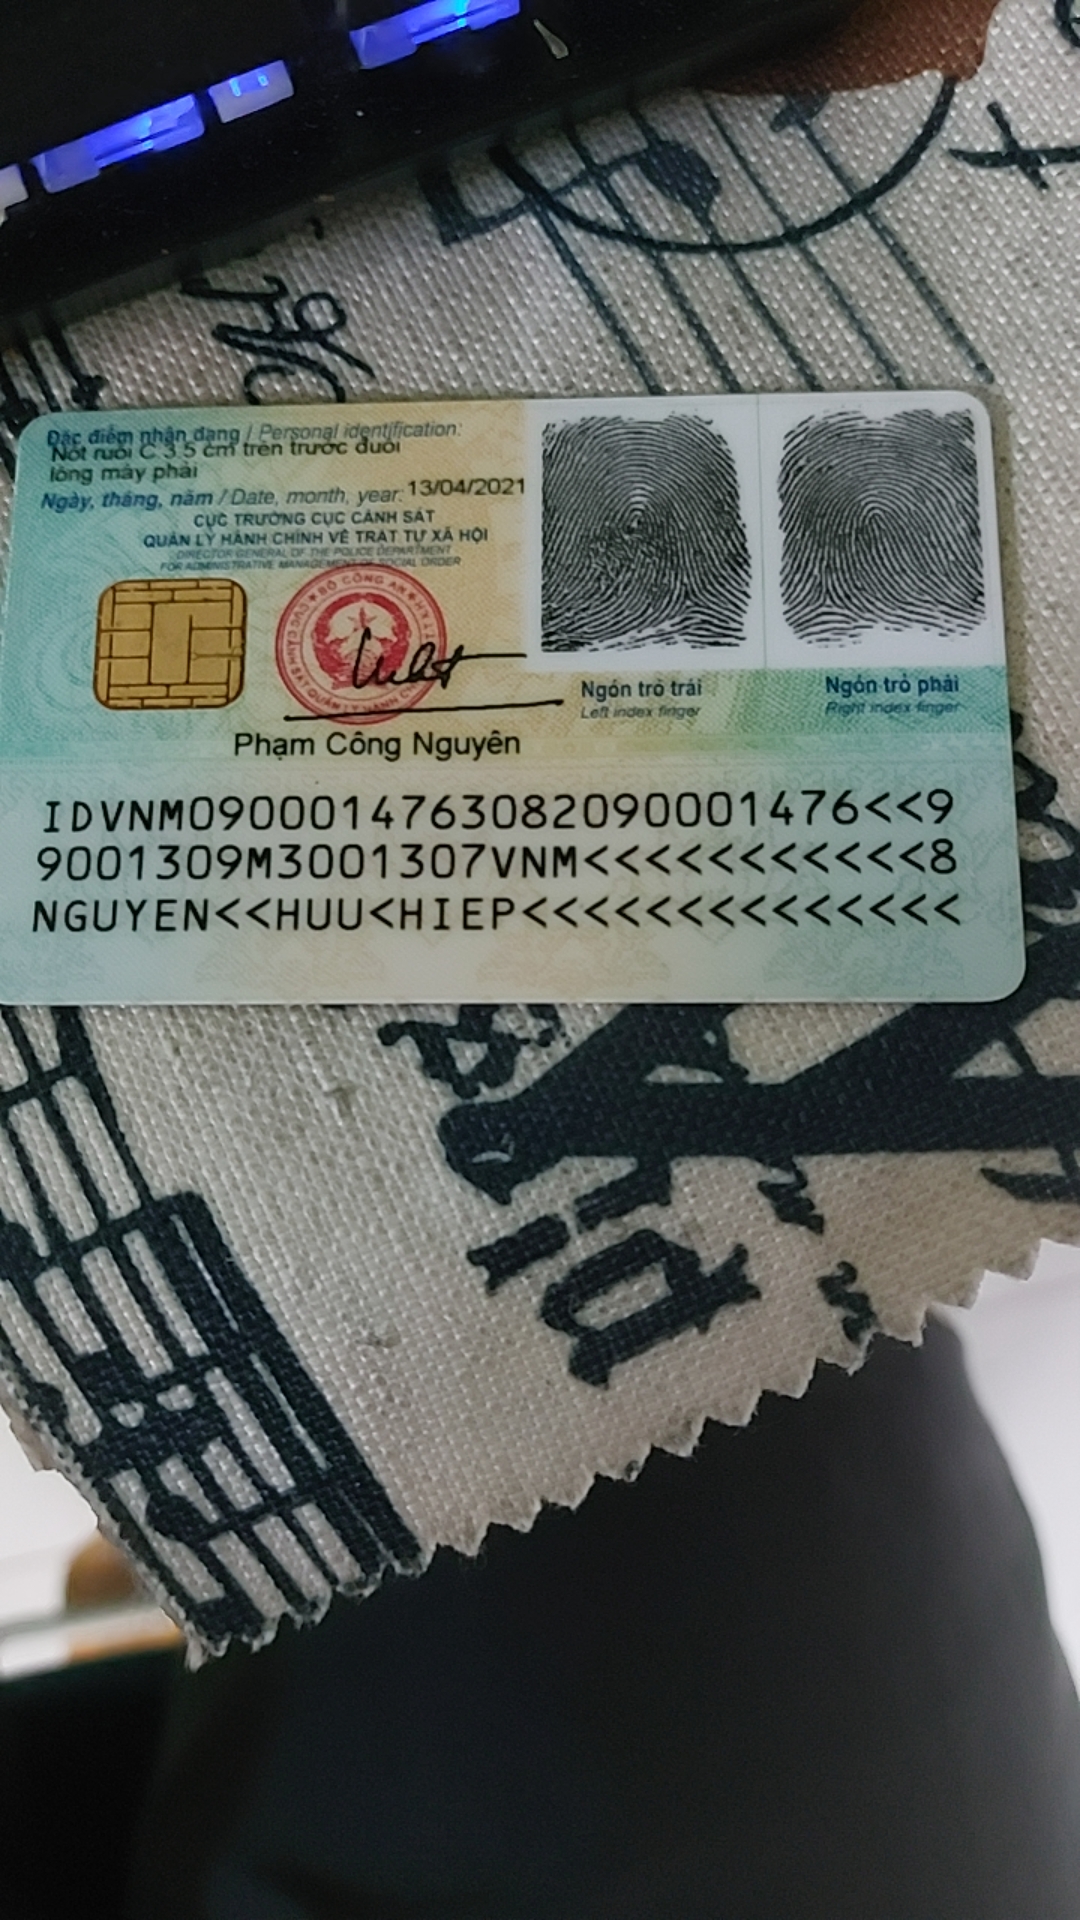 Đặc điểm nhận dạng / Personal identification:
Nốt ruồi C 3.5 cm trên trước đuôi
lông mày phải
Ngày, tháng, năm / Date, month, year: 13/04/2021
CỤC TRƯỞNG CỤC CẢNH SÁT
QUẢN LÝ HÀNH CHÍNH VỀ TRẬT TỰ XÃ HỘI
DIRECTOR GENERAL OF THE POLICE DEPARTMENT
FOR ADMINISTRATIVE MANAGEMENT OF SOCIAL ORDER
BỘ CÔNG AN
Ngón trỏ trái
Left index finger
Ngón trỏ phải
Right index finger
Phạm Công Nguyên
IDVNM0900014763082090001476<<9
9001309M3001307VNM<<<<<<<<<<<8
NGUYEN<<HUU<HIEP<<<<<<<<<<<<<<